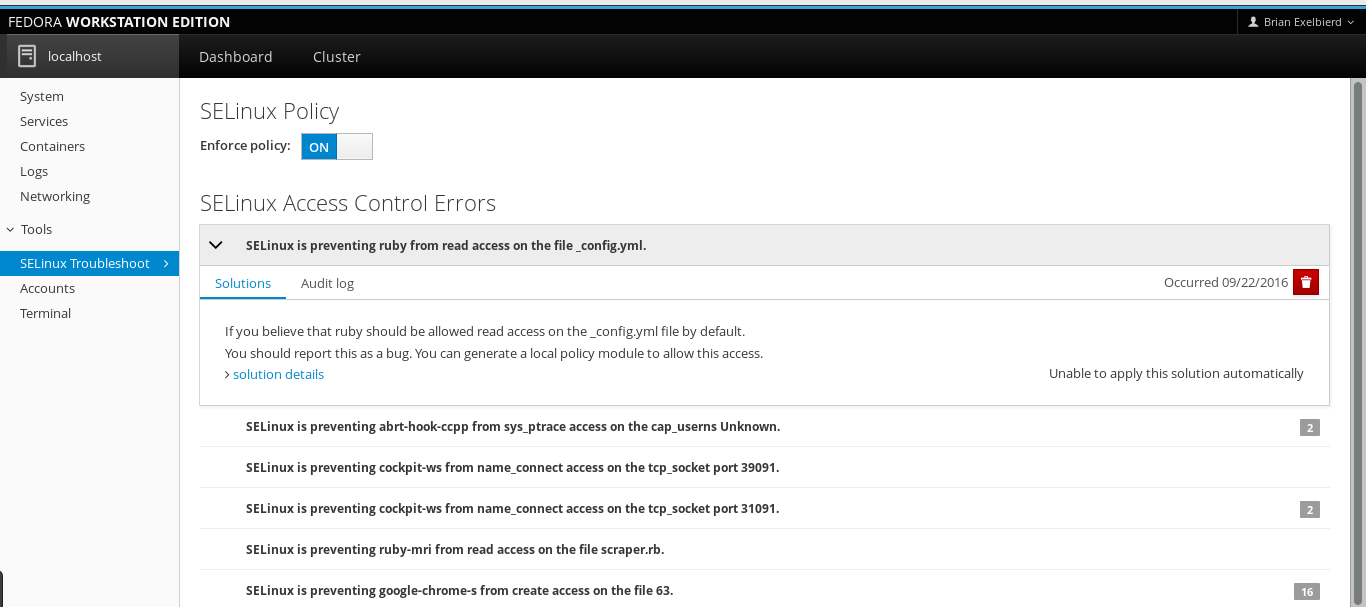 FEDORA WORKSTATION EDITION
Brian Exelbierd
localhost
Dashboard
Cluster
System
Services
Containers
Logs
Networking
Tools
SELinux Troubleshoot
Accounts
Terminal
SELinux Policy
Enforce policy: ON
SELinux Access Control Errors
SELinux is preventing ruby from read access on the file _config.yml.
Solutions
Audit log
Occurred 09/22/2016
If you believe that ruby should be allowed read access on the _config.yml file by default.
You should report this as a bug. You can generate a local policy module to allow this access.
solution details
Unable to apply this solution automatically
SELinux is preventing abrt-hook-ccpp from sys_ptrace access on the cap_userns Unknown.
2
SELinux is preventing cockpit-ws from name_connect access on the tcp_socket port 39091.
SELinux is preventing cockpit-ws from name_connect access on the tcp_socket port 31091.
2
SELinux is preventing ruby-mri from read access on the file scraper.rb.
SELinux is preventing google-chrome-s from create access on the file 63.
16